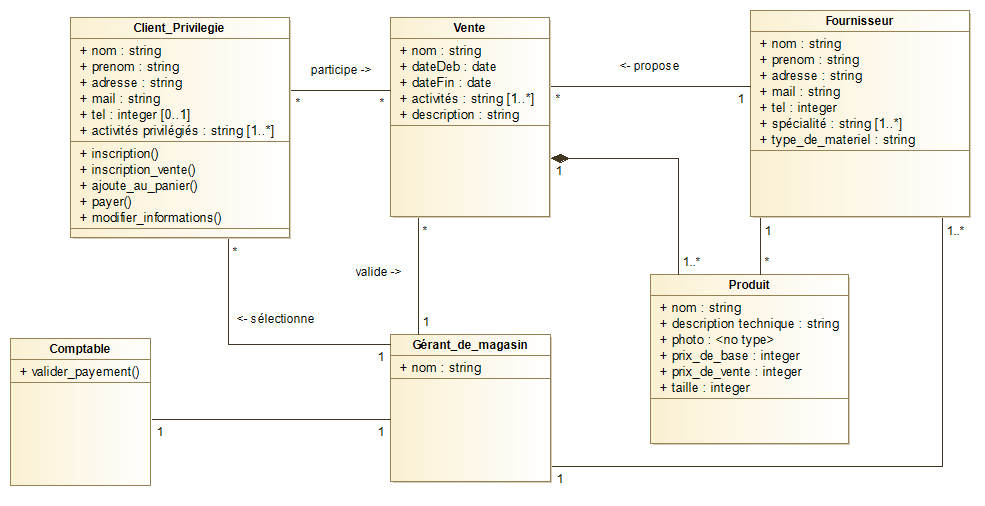 Client_Privilegie
+ nom : string
+ prenom : string
+ adresse : string
+ mail : string
+ tel : integer [0..1]
+ activités privilégiés : string [1..*]
+ inscription()
+ inscription_vente()
+ ajoute_au_panier()
+ payer()
+ modifier_informations()
participe ->
*
*
Vente
+ nom : string
+ dateDeb : date
+ dateFin : date
+ activités : string [1..*]
+ description : string
<- propose
*
1
Fournisseur
+ nom : string
+ prenom : string
+ adresse : string
+ mail : string
+ tel : integer
+ spécialité : string [1..*]
+ type_de_materiel : string
1
1..*
1
*
1..*
*
valide ->
1
*
<- sélectionne
1
Produit
+ nom : string
+ description technique : string
+ photo : <no type>
+ prix_de_base : integer
+ prix_de_vente : integer
+ taille : integer
Comptable
+ valider_payement()
1
1
Gérant_de_magasin
+ nom : string
1